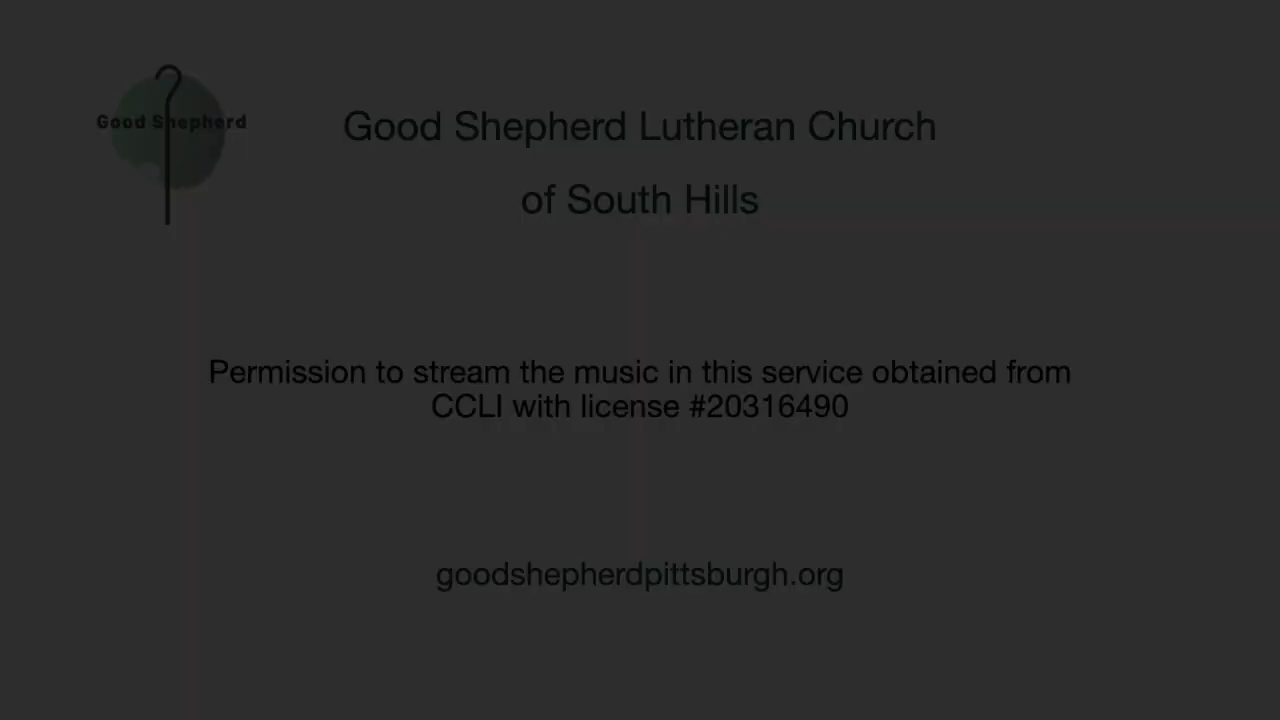 Good Shepherd
Good Shepherd Lutheran Church
of South Hills
Permission to stream the music in this service obtained from
CCLI with license #20316490
goodshepherdpittsburgh.org